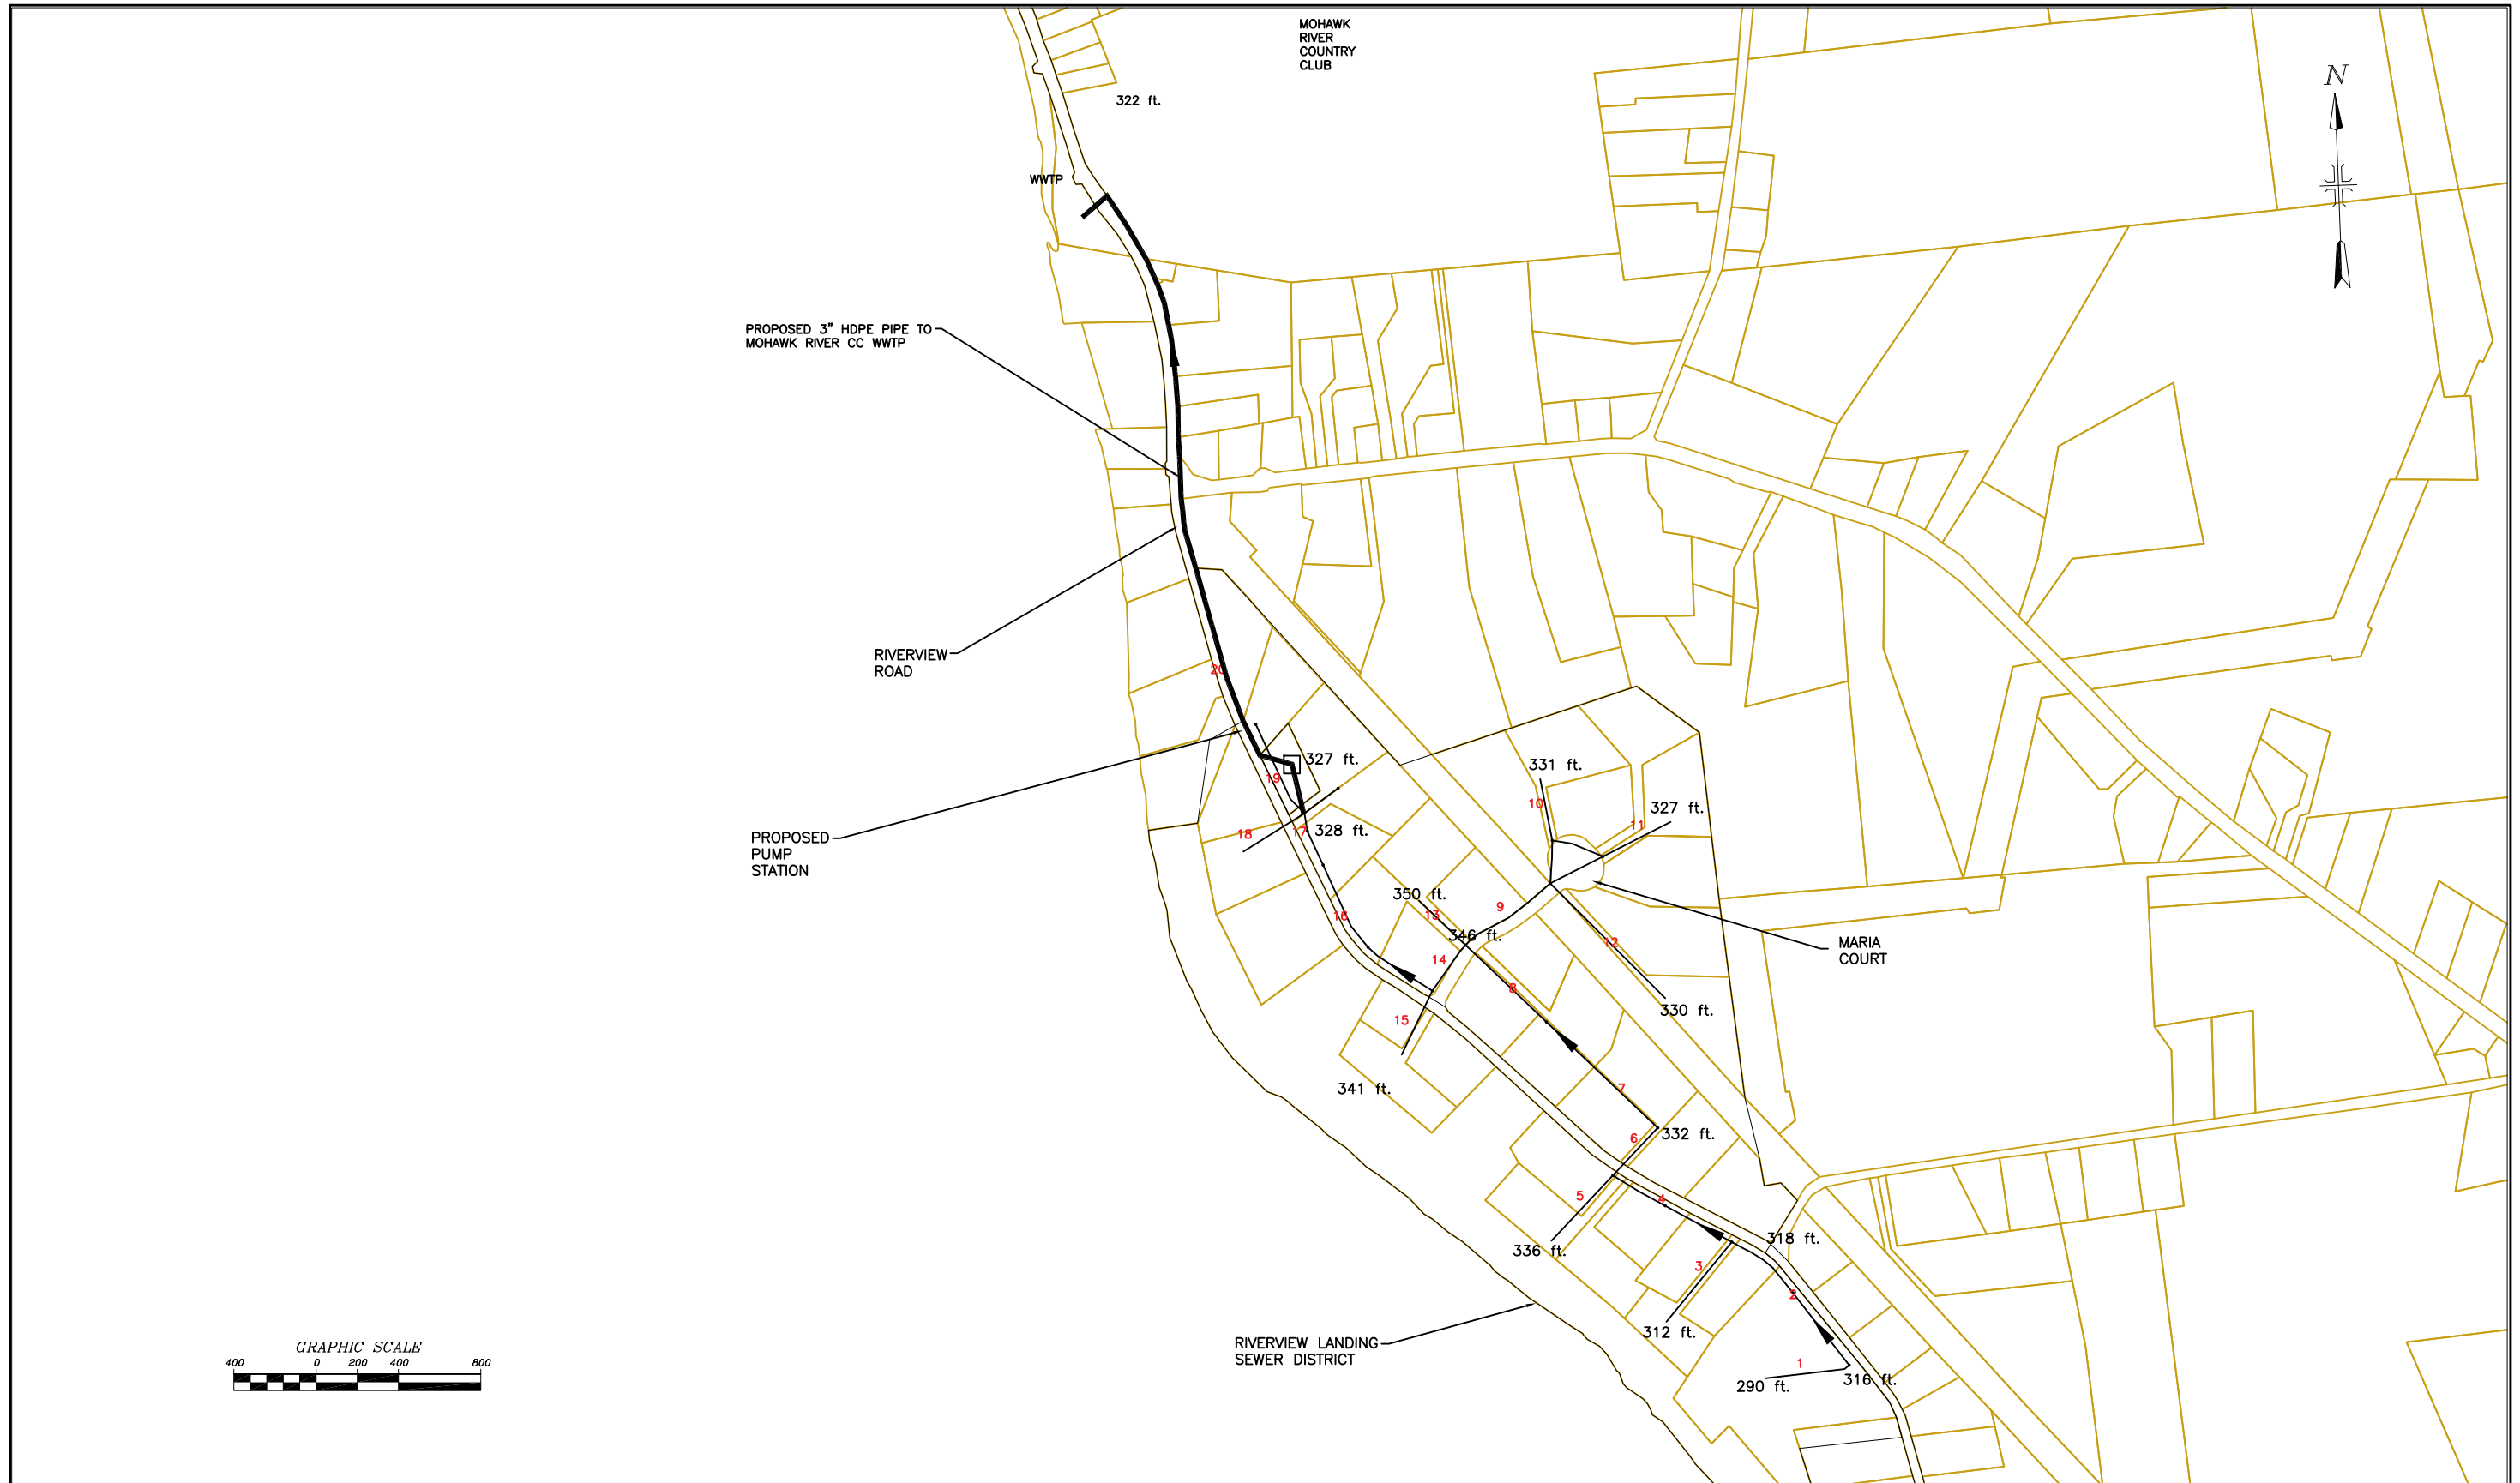 MOHAWK
RIVER
COUNTRY
CLUB
N
322 ft.
WWTP
PROPOSED 3" HDPE PIPE TO
MOHAWK RIVER CC WWTP
RIVERVIEW
ROAD
20
PROPOSED
PUMP
STATION
327 ft.
19
18
17
328 ft.
331 ft.
10
327 ft.
11
350 ft.
13
9
16
346 ft.
14
12
MARIA
COURT
8
330 ft.
15
341 ft.
7
6
332 ft.
5
4
336 ft.
318 ft.
3
2
312 ft.
RIVERVIEW LANDING
SEWER DISTRICT
1
290 ft.
316 ft.
GRAPHIC SCALE
400 0 200 400 800